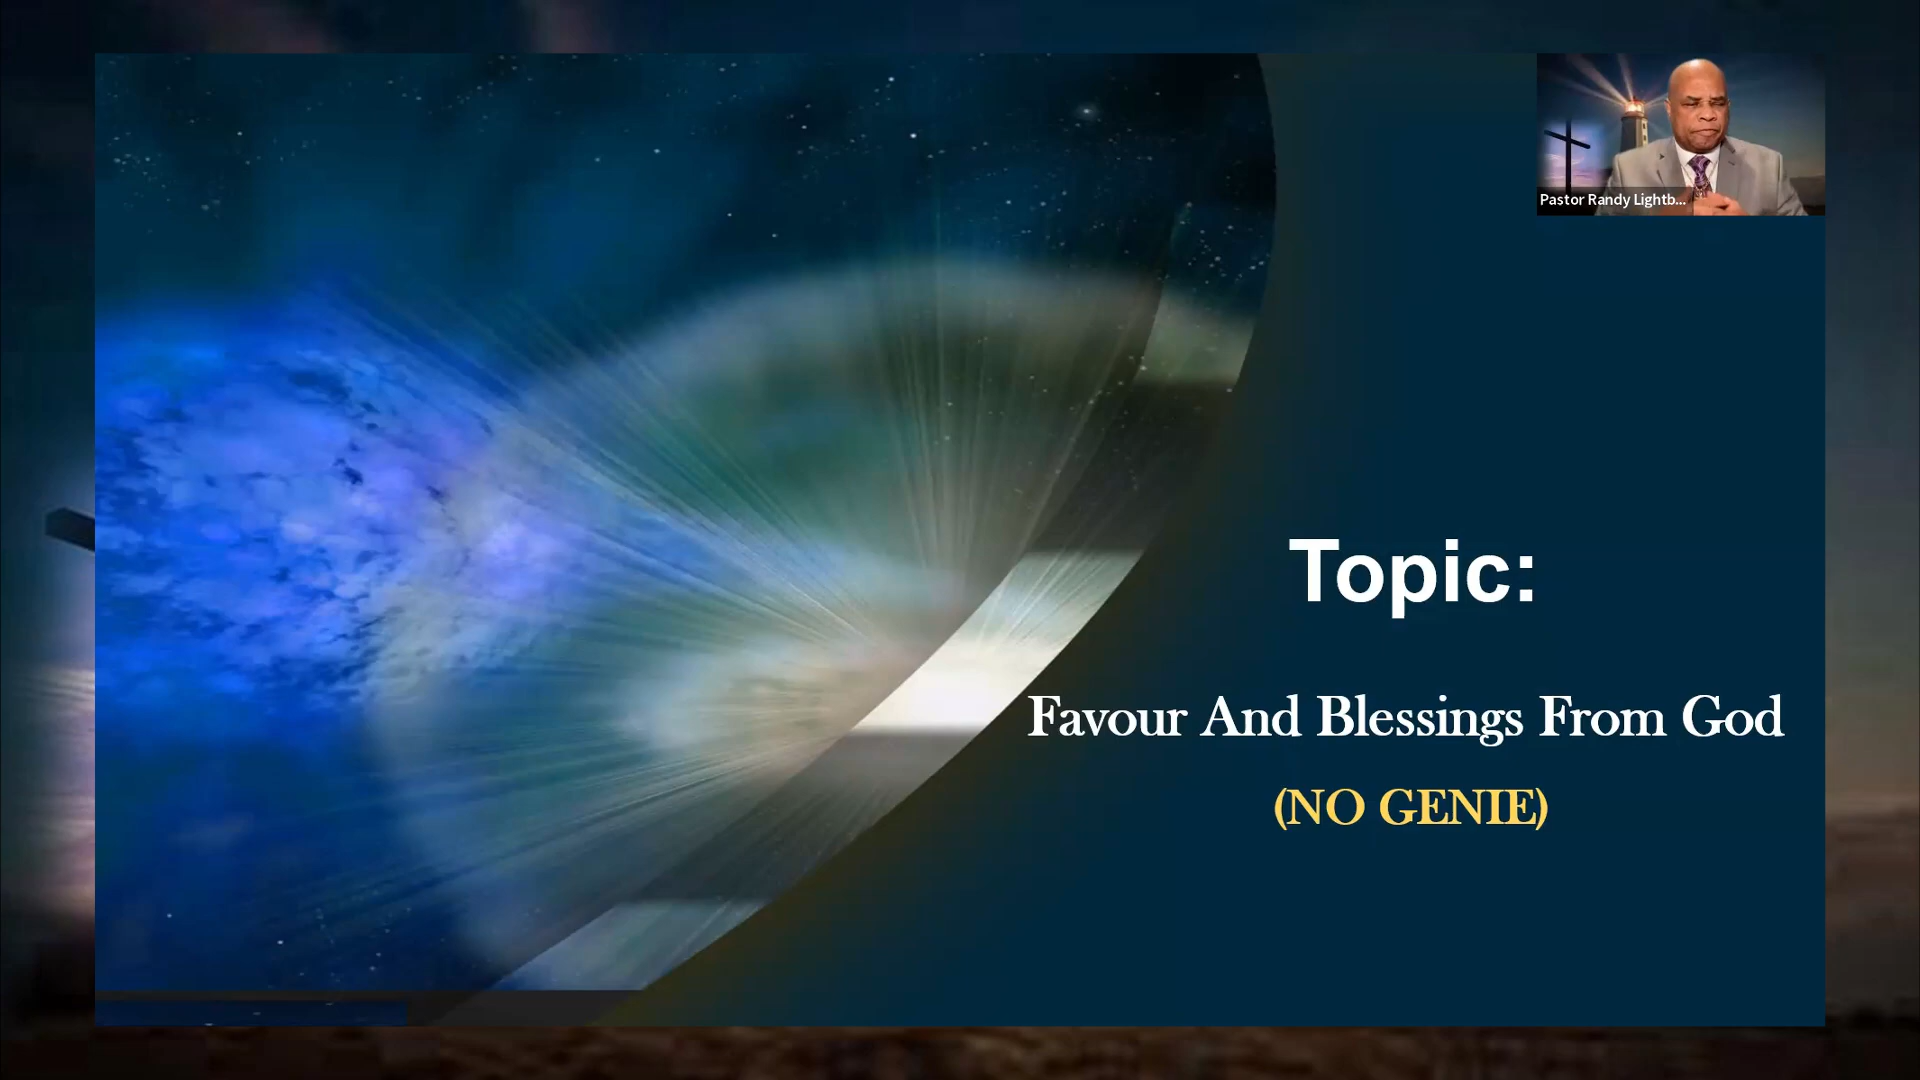 Pastor Randy Lightb...
Topic:
Favour And Blessings From God
(NO GENIE)